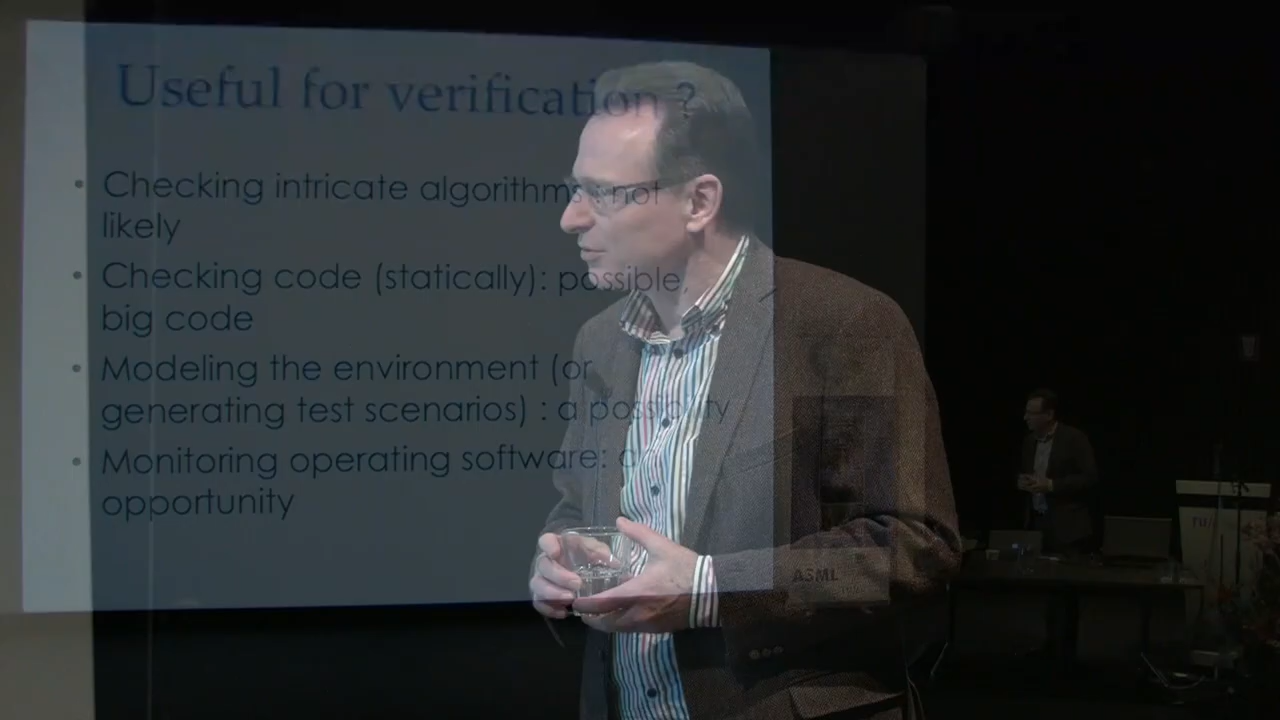 Useful for verification ?
• Checking intricate algorithms: not
likely
• Checking code (statically): possible,
big code
• Modeling the environment (or
generating test scenarios) : a possibility
• Monitoring operating software:
opportunity
ASML